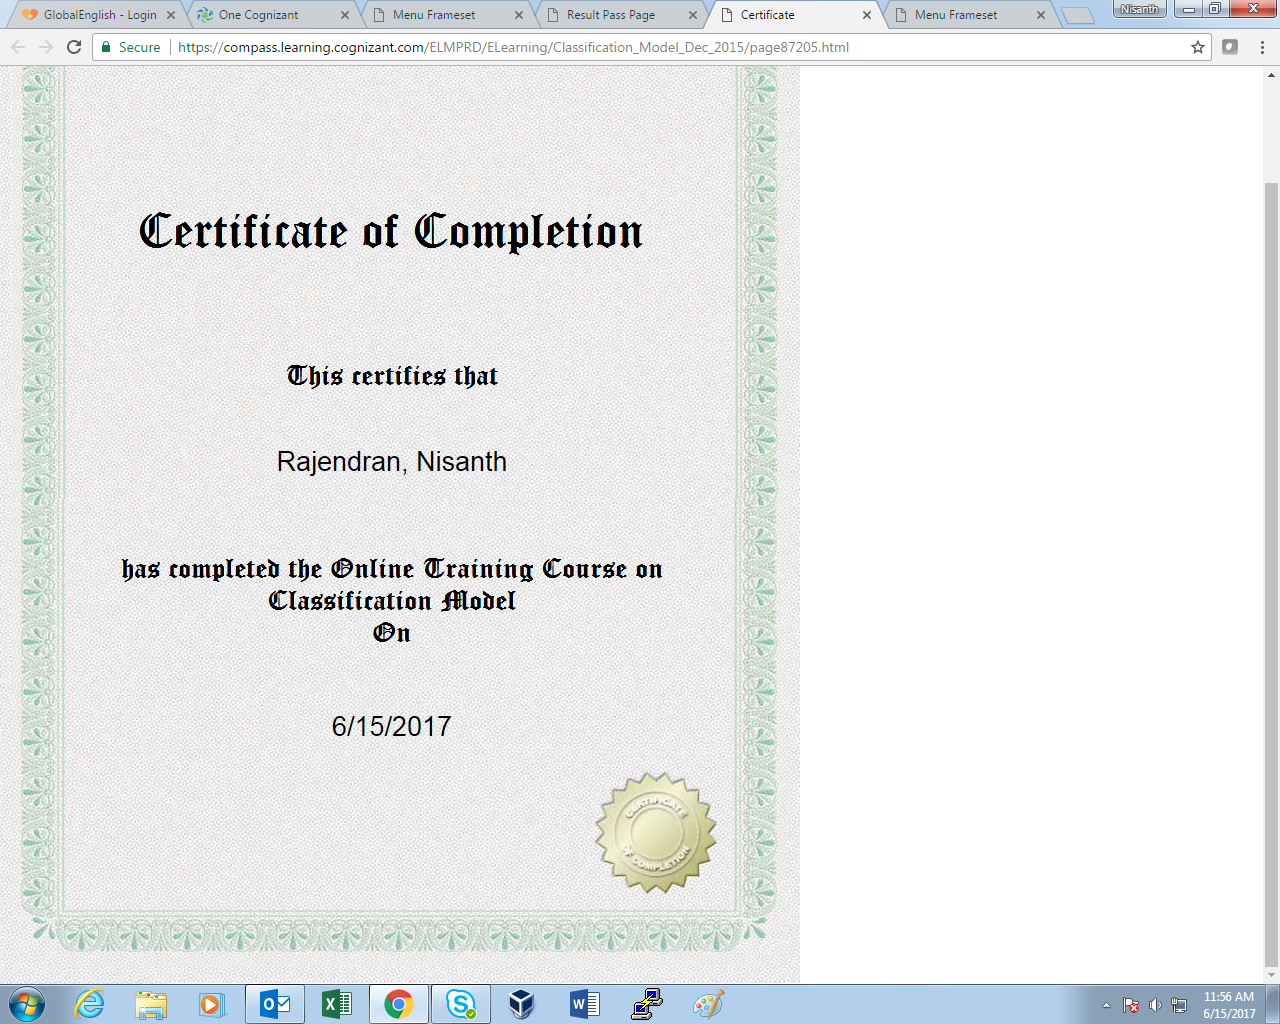 GlobalEnglish - Login
One Cognizant
Menu Frameset
Result Pass Page
Certificate
Menu Frameset
Nisanth
Secure
https://compass.learning.cognizant.com/ELMPRD/ELearning/Classification_Model_Dec_2015/page87205.html
Certificate of Completion
This certifies that
Rajendran, Nisanth
has completed the Online Training Course on
Classification Model
On
6/15/2017
CERTIFICATE
OF COMPLETION
11:56 AM
6/15/2017